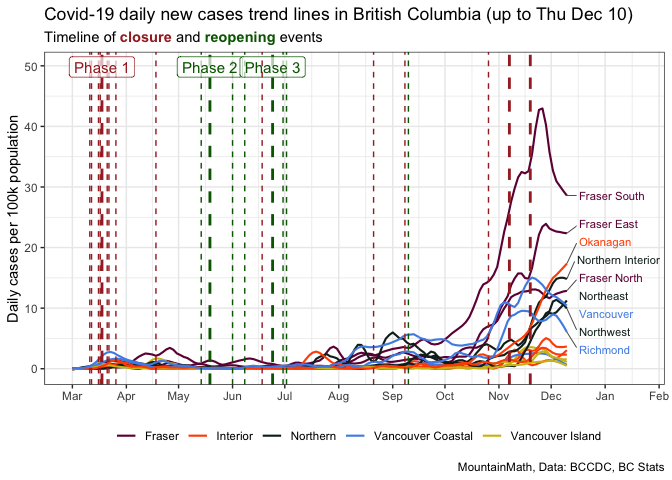 Covid-19 daily new cases trend lines in British Columbia (up to Thu Dec 10)
Timeline of closure and reopening events
Phase 1
Phase 2
Phase 3
Daily cases per 100k population
50
40
30
20
10
0
Fraser South
Fraser East
Okanagan
Northern Interior
Fraser North
Northeast
Vancouver
Northwest
Richmond
Mar Apr May Jun Jul Aug Sep Oct Nov Dec Jan Feb
Fraser Interior Northern Vancouver Coastal Vancouver Island
MountainMath, Data: BCCDC, BC Stats